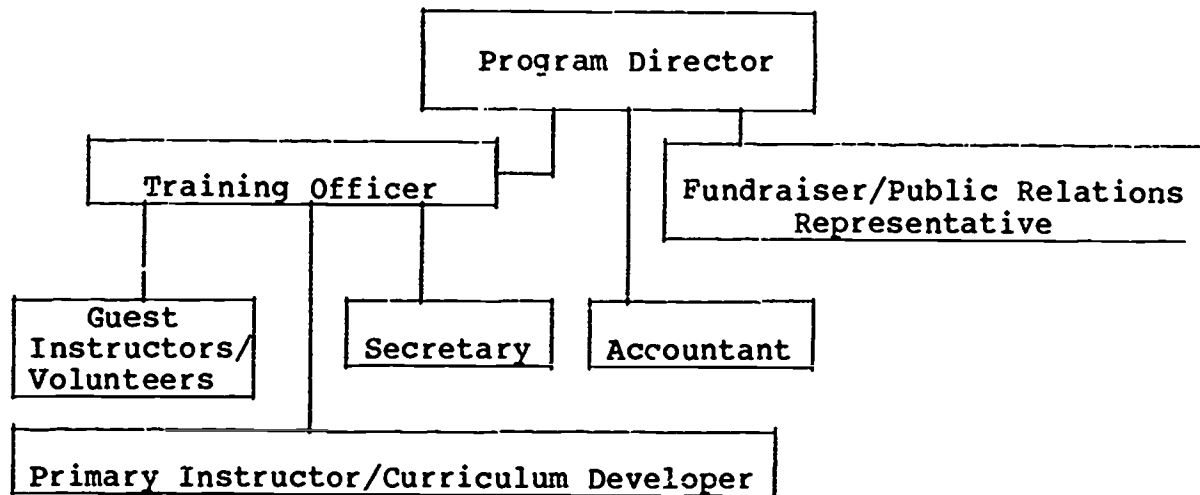 Program Director
Training Officer
Fundraiser/Public Relations
Representative
Guest
Instructors/
Volunteers
Secretary
Accountant
Primary Instructor/Curriculum Developer